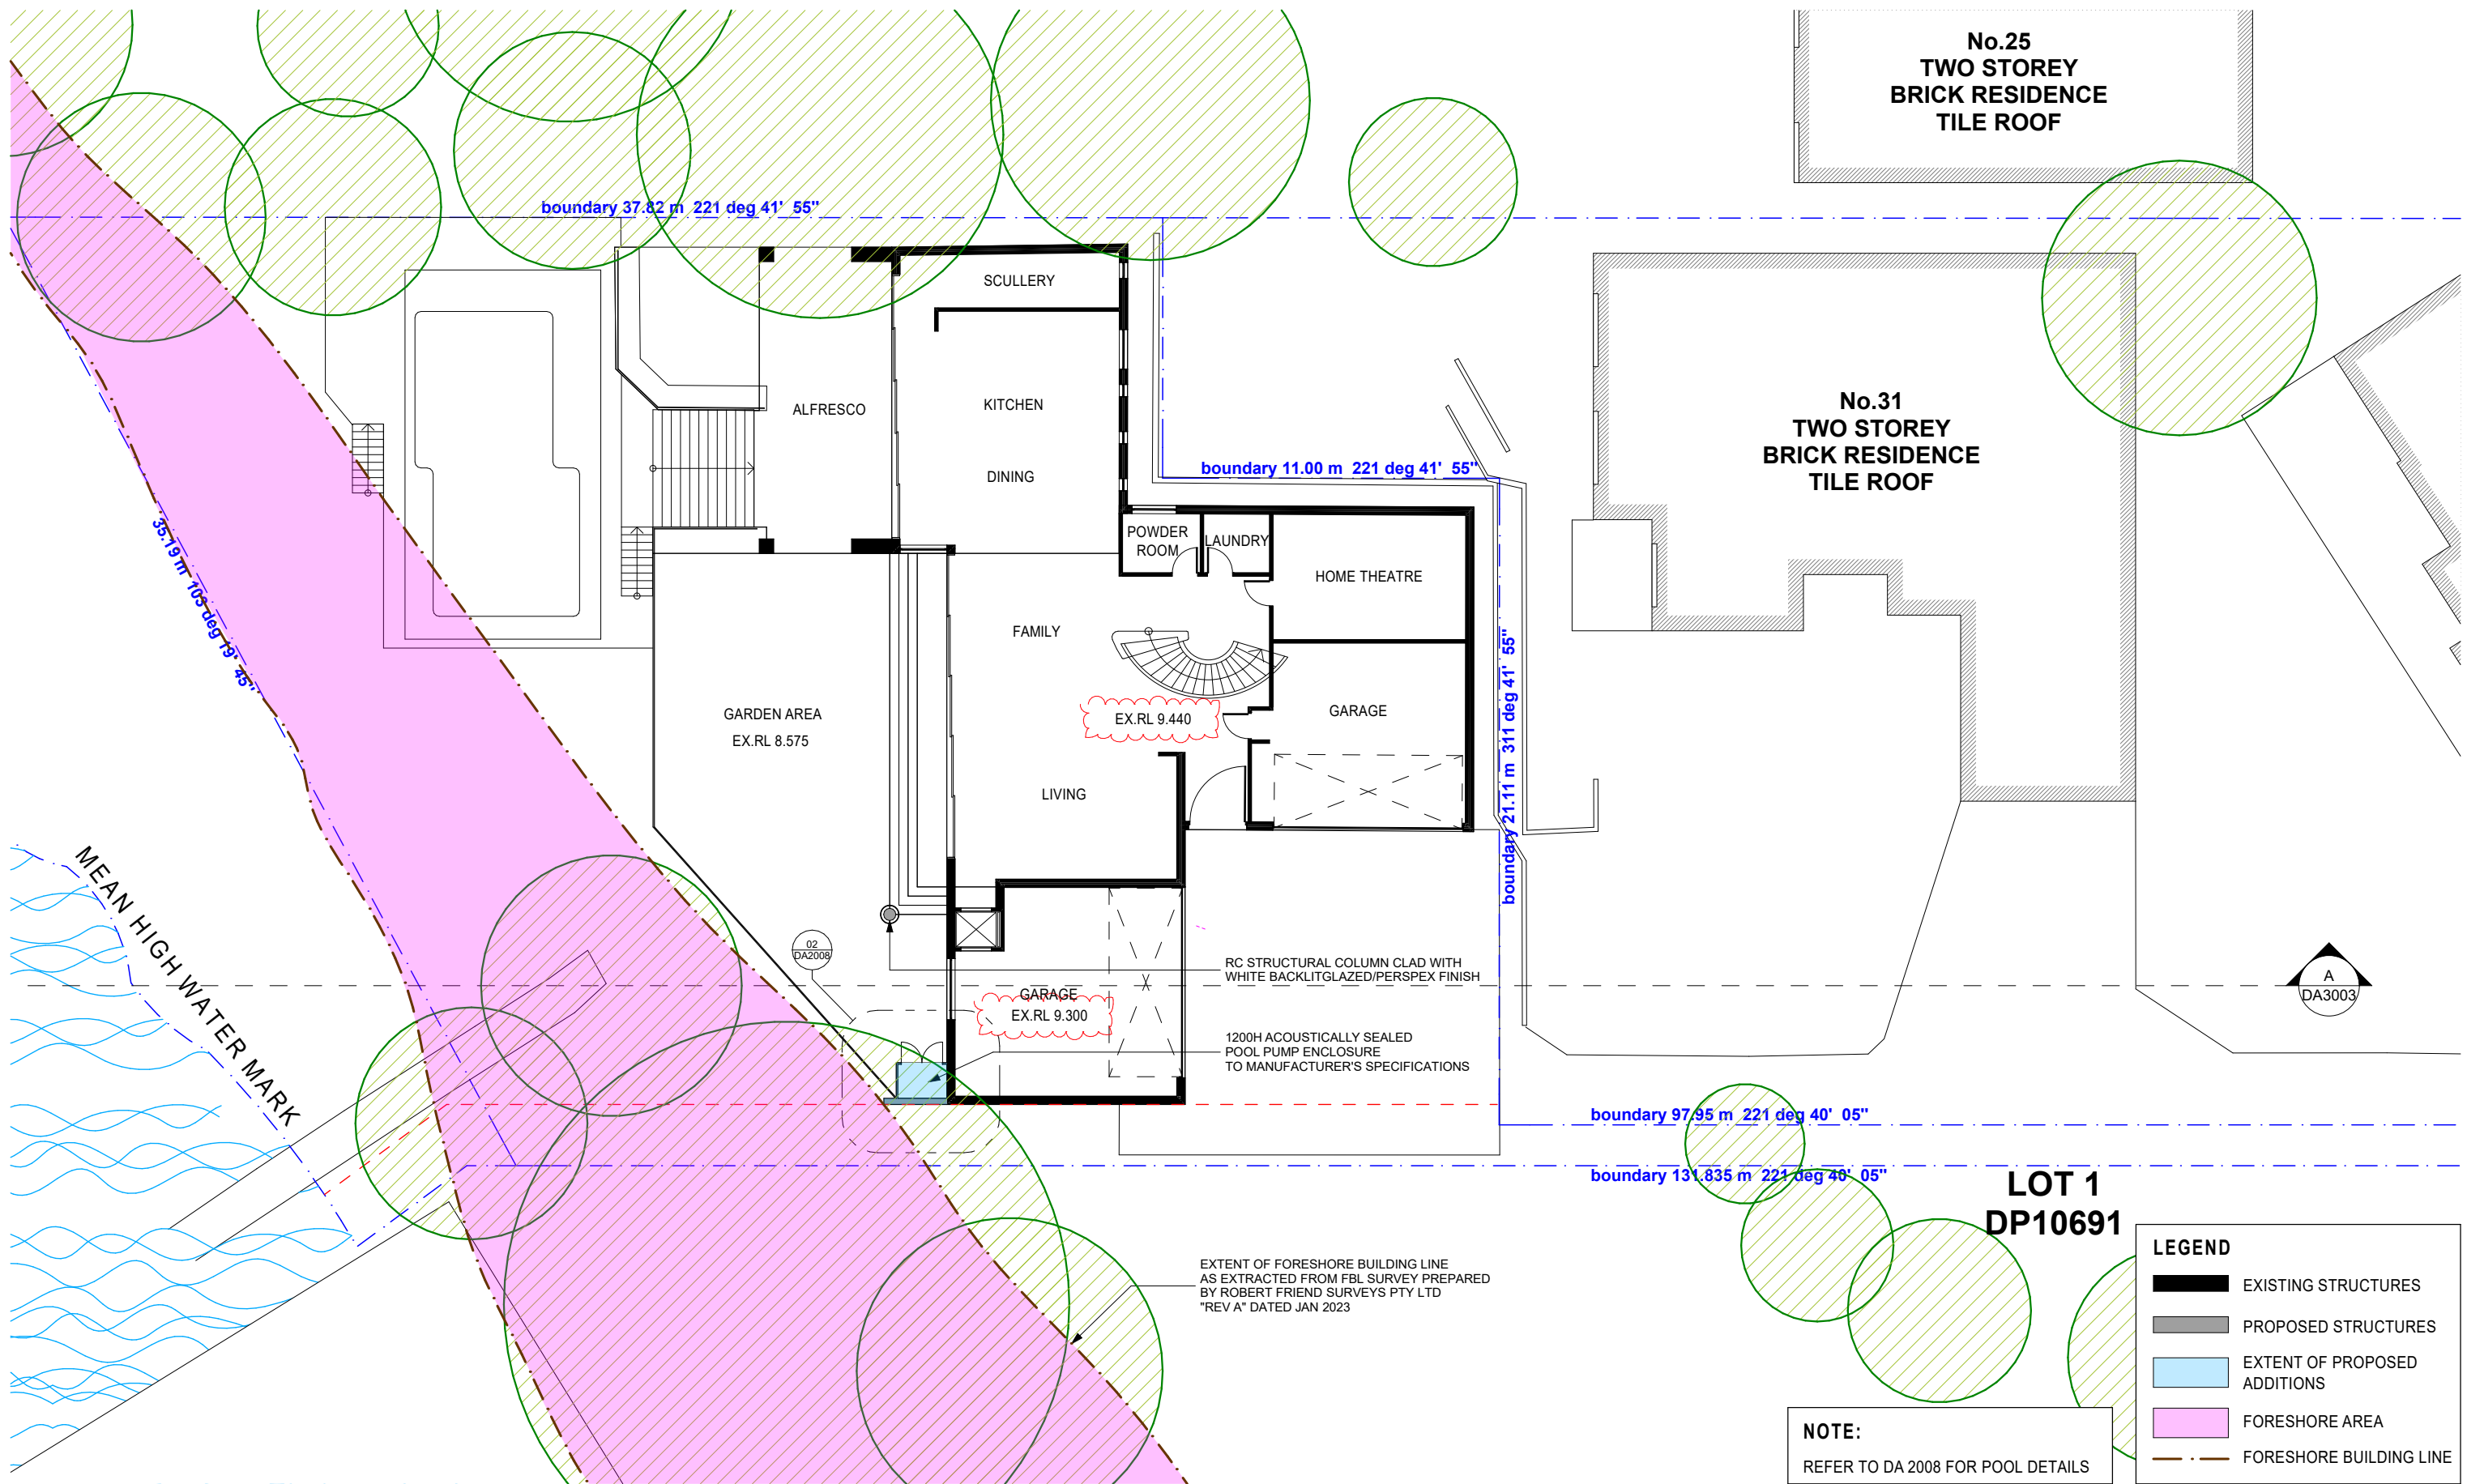 No.25
TWO STOREY
BRICK RESIDENCE
TILE ROOF
boundary 37.82 m 221 deg 41' 55"
SCULLERY
ALFRESCO
KITCHEN
DINING
boundary 11.00 m 221 deg 41' 55"
No.31
TWO STOREY
BRICK RESIDENCE
TILE ROOF
POWDER
ROOM
LAUNDRY
HOME THEATRE
35.19 m 103 deg 19' 45"
FAMILY
GARDEN AREA
EX.RL 8.575
EX.RL 9.440
GARAGE
boundary 21.11 m 311 deg 41' 55"
LIVING
MEAN HIGH WATER MARK
02
DA2008
RC STRUCTURAL COLUMN CLAD WITH
WHITE BACKLITGLAZED/PERSPEX FINISH
GARAGE
EX.RL 9.300
A
DA3003
1200H ACOUSTICALLY SEALED
POOL PUMP ENCLOSURE
TO MANUFACTURER'S SPECIFICATIONS
boundary 97.95 m 221 deg 40' 05"
boundary 131.835 m 221 deg 40' 05"
LOT 1
DP10691
EXTENT OF FORESHORE BUILDING LINE
AS EXTRACTED FROM FBL SURVEY PREPARED
BY ROBERT FRIEND SURVEYS PTY LTD
"REV A" DATED JAN 2023
LEGEND
EXISTING STRUCTURES
PROPOSED STRUCTURES
EXTENT OF PROPOSED
ADDITIONS
FORESHORE AREA
FORESHORE BUILDING LINE
NOTE:
REFER TO DA 2008 FOR POOL DETAILS